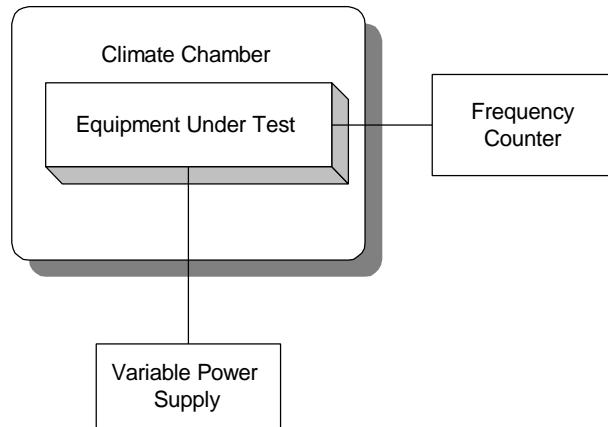 Climate Chamber
Equipment Under Test
Frequency
Counter
Variable Power
Supply